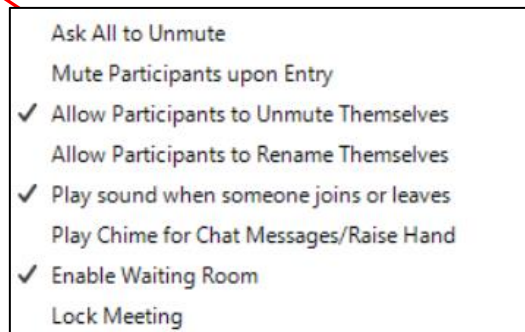 Ask All to Unmute
Mute Participants upon Entry
✓ Allow Participants to Unmute Themselves
Allow Participants to Rename Themselves
✓ Play sound when someone joins or leaves
Play Chime for Chat Messages/Raise Hand
✓ Enable Waiting Room
Lock Meeting